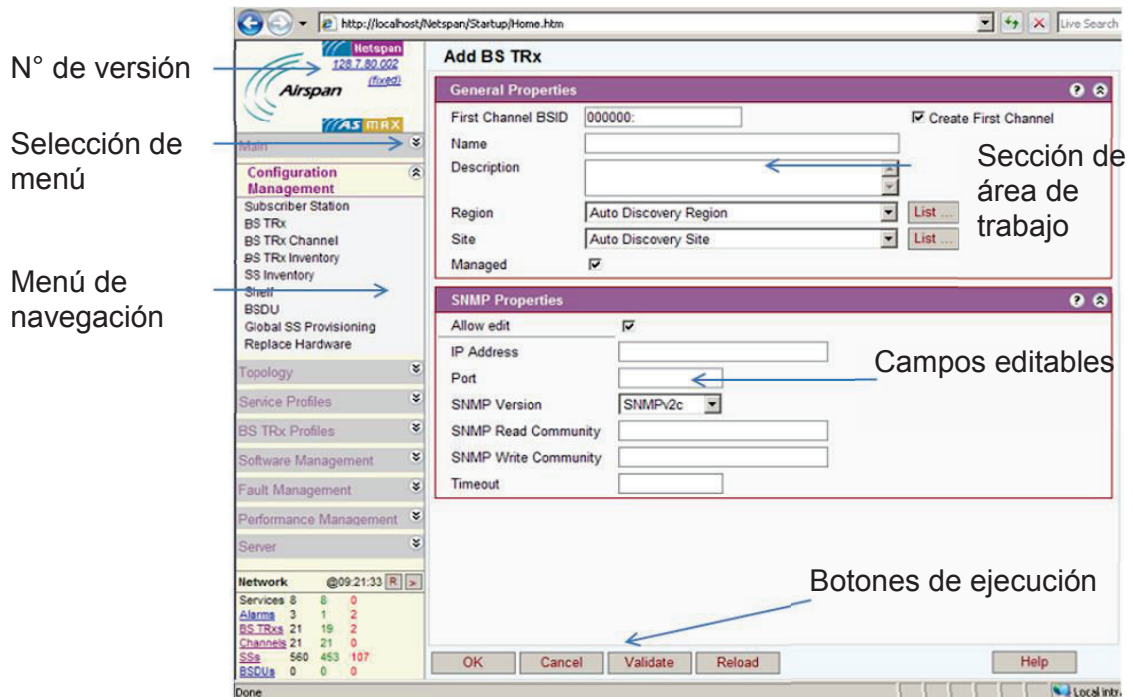 http://localhost/Netspan/Startup/Home.htm
Live Search
N° de versión
Selección de menú
Menú de navegación
Netspan
128.7.80.002
(fixed)
Airspan
AS MAX
Main
Configuration Management
Subscriber Station
BS TRx
BS TRx Channel
BS TRx Inventory
SS Inventory
Shelf
BSDU
Global SS Provisioning
Replace Hardware
Topology
Service Profiles
BS TRx Profiles
Software Management
Fault Management
Performance Management
Server
Network @09:21:33 R >
Services 8 8 0
Alarms 3 1 2
BS TRxs 21 19 2
Channels 21 21 0
SSs 560 453 107
BSDUs 0 0 0
Add BS TRx
General Properties
First Channel BSID 000000: Create First Channel
Name
Description
Region Auto Discovery Region List ...
Site Auto Discovery Site List ...
Managed
Sección de área de trabajo
SNMP Properties
Allow edit
IP Address
Port
SNMP Version SNMPv2c
SNMP Read Community
SNMP Write Community
Timeout
Campos editables
Botones de ejecución
OK Cancel Validate Reload Help
Done
Local intr